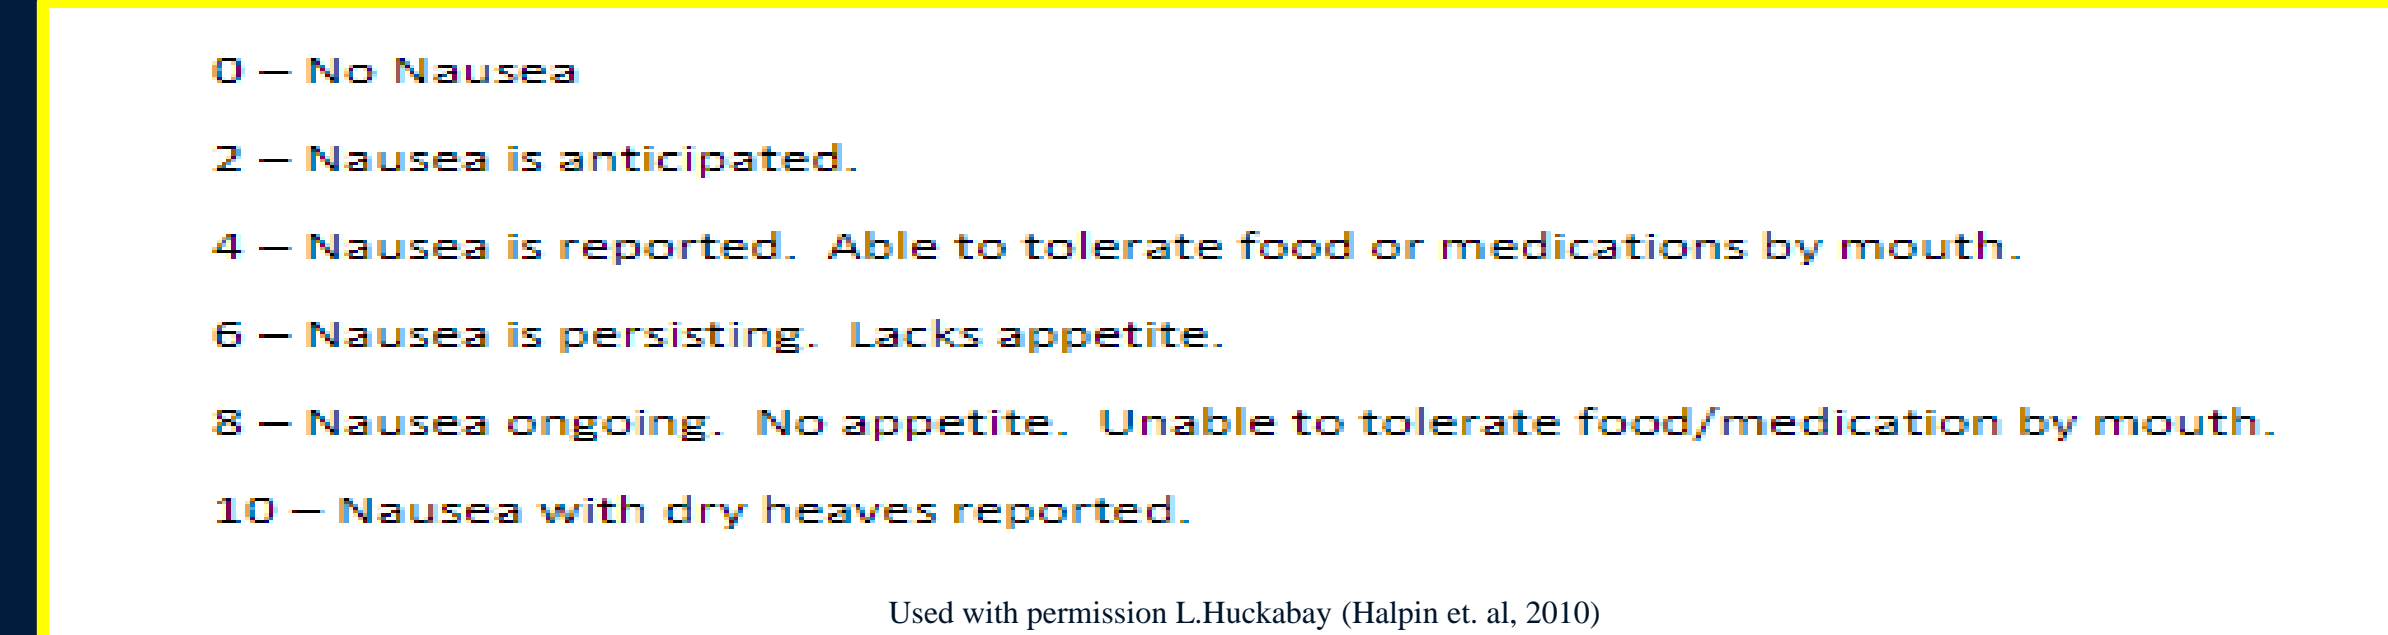 0 – No Nausea
2 – Nausea is anticipated.
4 – Nausea is reported.  Able to tolerate food or medications by mouth.
6 – Nausea is persisting.  Lacks appetite.
8 – Nausea ongoing.  No appetite.  Unable to tolerate food/medication by mouth.
10 – Nausea with dry heaves reported.
Used with permission L.Huckabay (Halpin et. al, 2010)